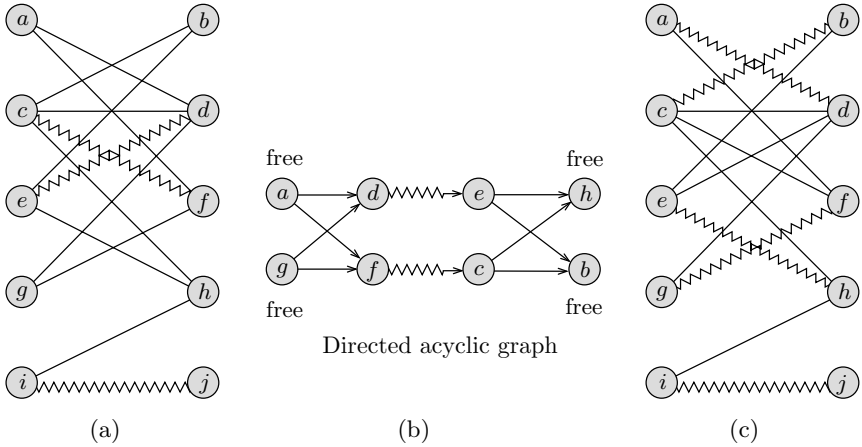 a b
c d
e f
g h
i j
(a)
free free
a d e h
g f c b
free free
Directed acyclic graph
(b)
a b
c d
e f
g h
i j
(c)